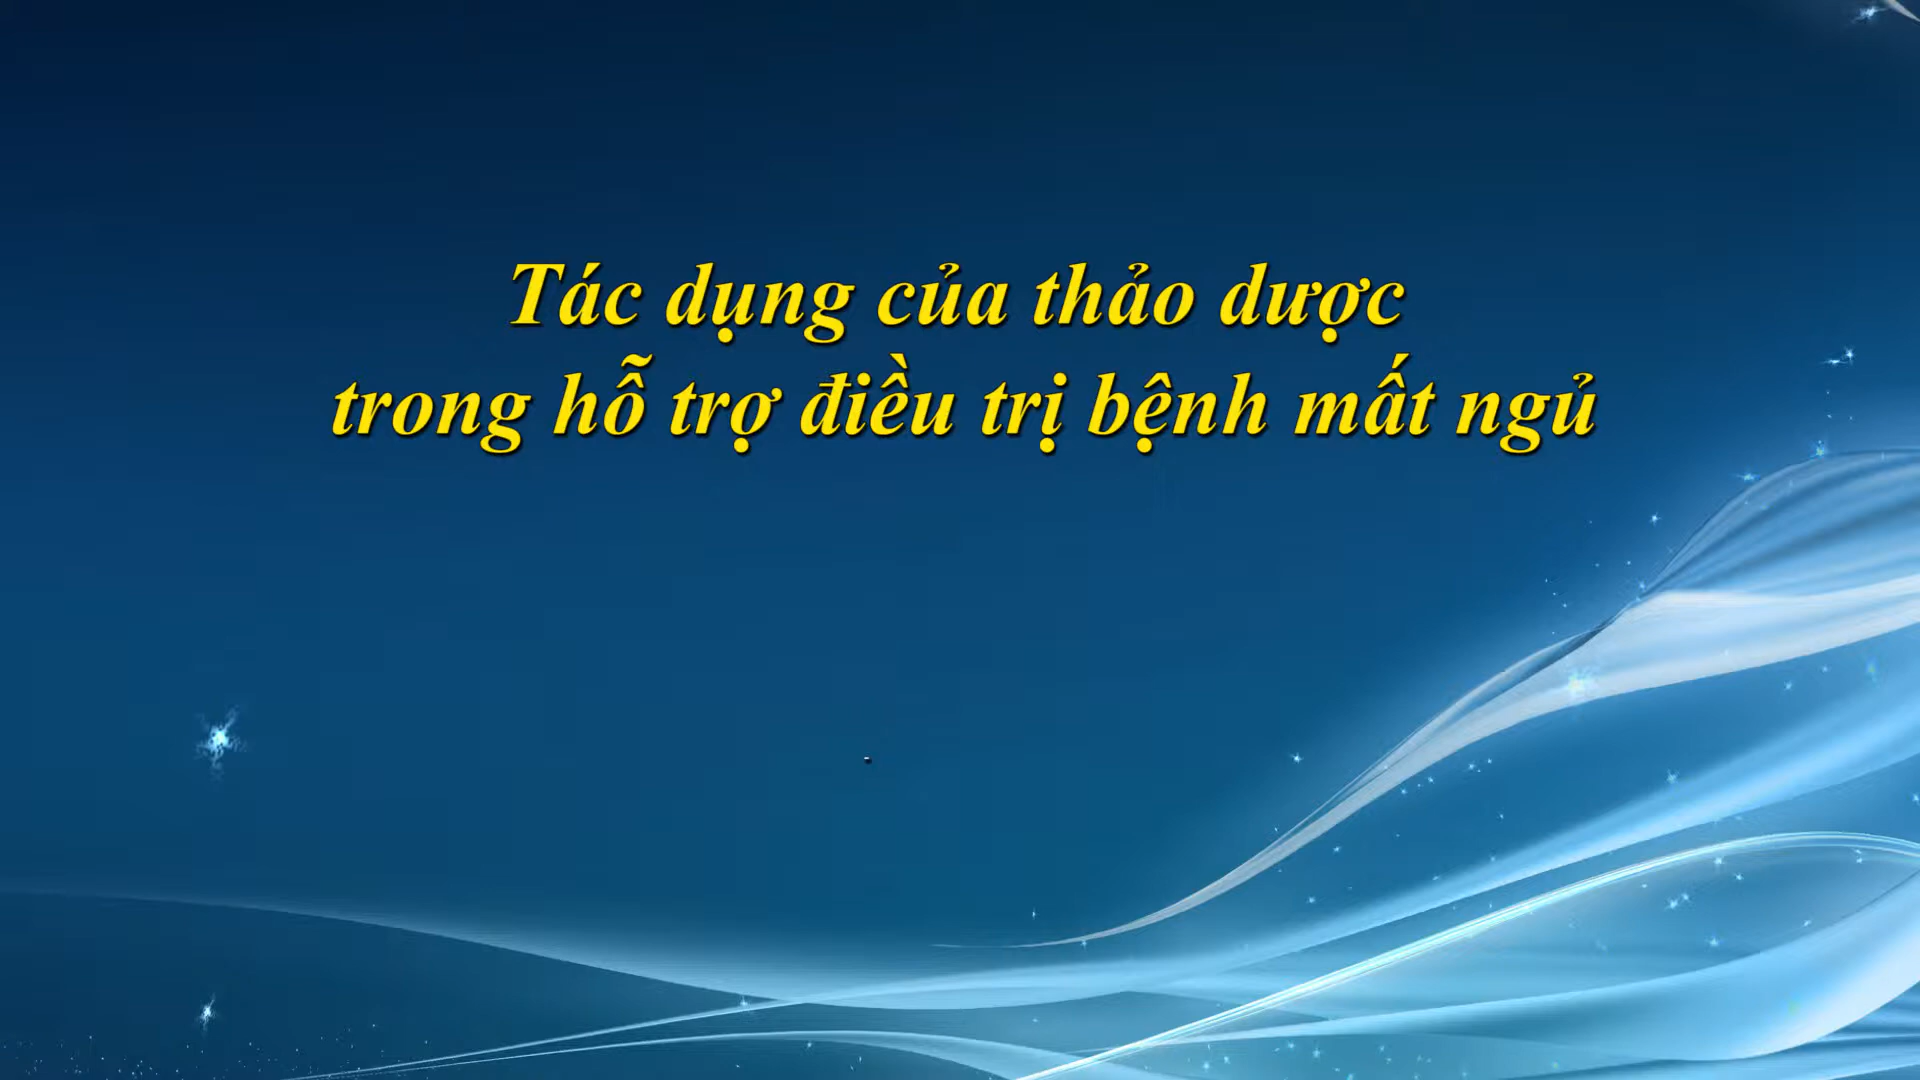 Tác dụng của thảo dược
trong hỗ trợ điều trị bệnh mất ngủ